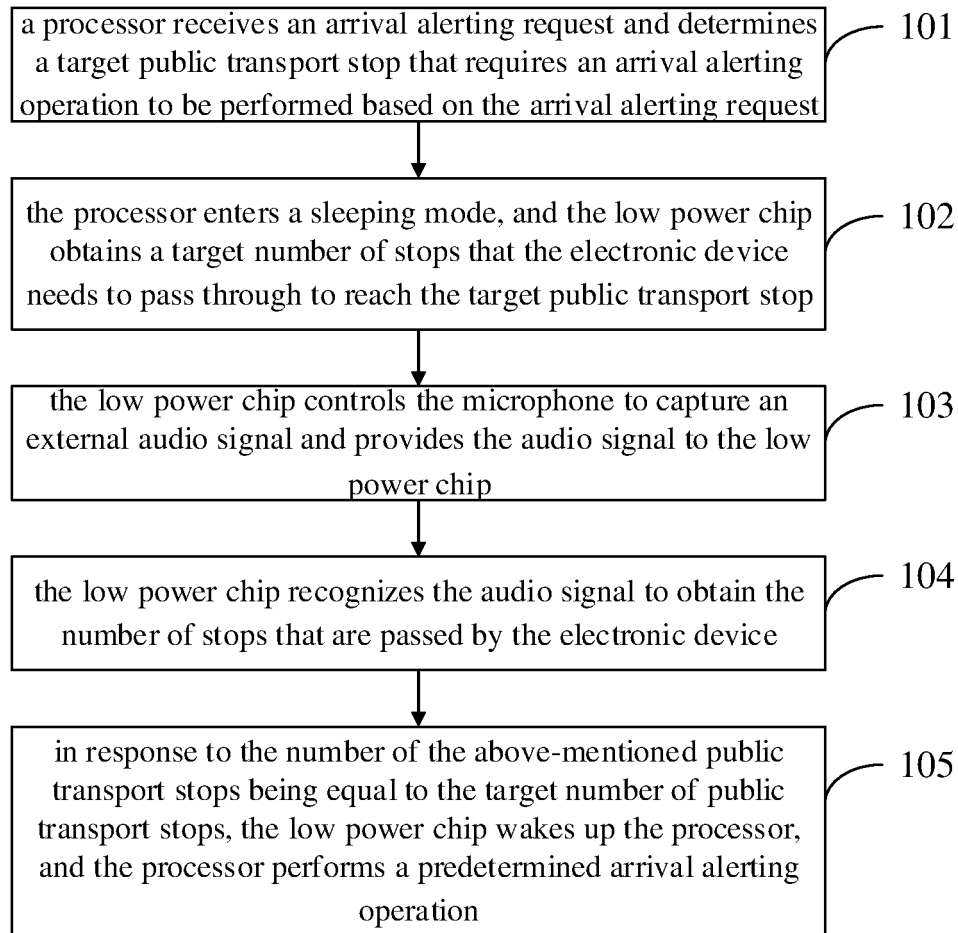 a processor receives an arrival alerting request and determines
a target public transport stop that requires an arrival alerting
operation to be performed based on the arrival alerting request
101
the processor enters a sleeping mode, and the low power chip
obtains a target number of stops that the electronic device
needs to pass through to reach the target public transport stop
102
the low power chip controls the microphone to capture an
external audio signal and provides the audio signal to the low
power chip
103
the low power chip recognizes the audio signal to obtain the
number of stops that are passed by the electronic device
104
in response to the number of the above-mentioned public
transport stops being equal to the target number of public
transport stops, the low power chip wakes up the processor,
and the processor performs a predetermined arrival alerting
operation
105